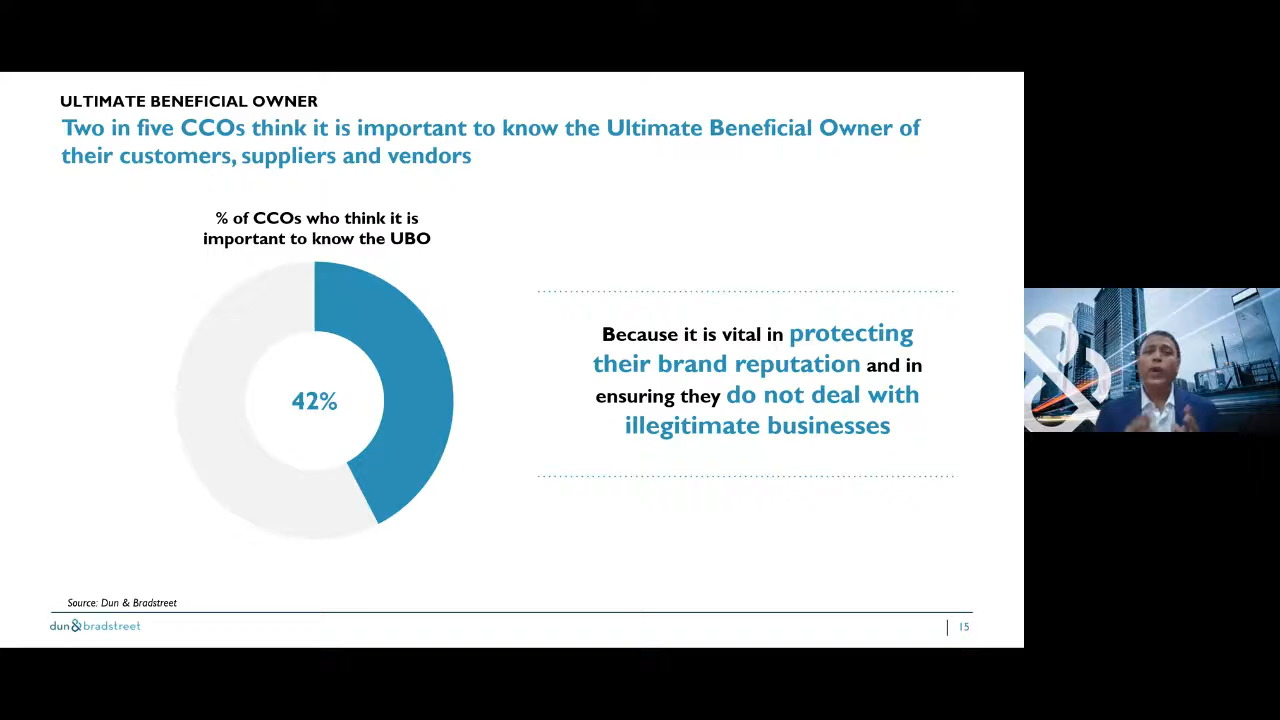 ULTIMATE BENEFICIAL OWNER
Two in five CCOs think it is important to know the Ultimate Beneficial Owner of
their customers, suppliers and vendors
% of CCOs who think it is
important to know the UBO
42%
Because it is vital in protecting
their brand reputation and in
ensuring they do not deal with
illegitimate businesses
Source: Dun & Bradstreet
dun&bradstreet
15
&